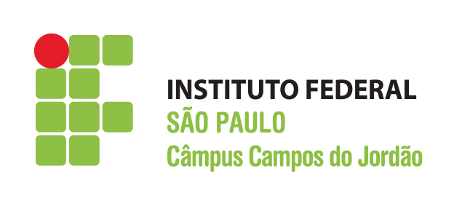 INSTITUTO FEDERAL
SÃO PAULO
Câmpus Campos do Jordão